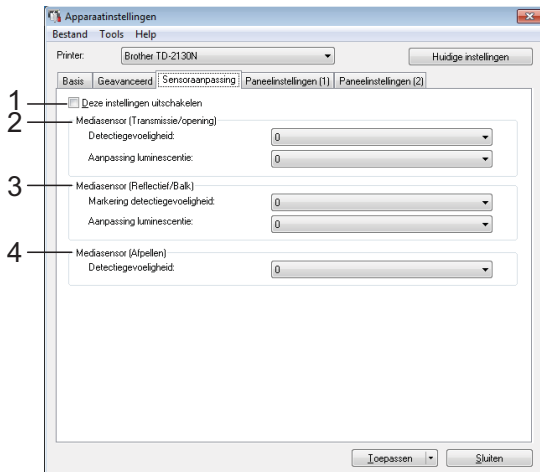 Apparaatinstellingen
Bestand Tools Help
Printer: Brother TD-2130N Huidige instellingen
Basis Geavanceerd Sensoraanpassing Paneelinstellingen (1) Paneelinstellingen (2)
1 Deze instellingen uitschakelen
2 Mediasensor (Transmissie/opening)
Detectiegevoeligheid: 0
Aanpassing luminescentie: 0
3 Mediasensor (Reflectief/Balk)
Markering detectiegevoeligheid: 0
Aanpassing luminescentie: 0
4 Mediasensor (Afpellen)
Detectiegevoeligheid: 0
Toepassen Sluiten